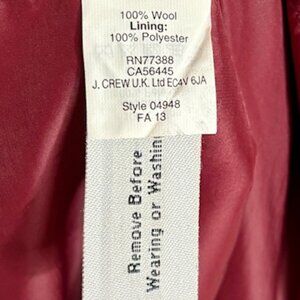 100% Wool
Lining:
100% Polyester
RN77388
CA56445
J. CREW U.K. Ltd EC4V 6JA
Style 04948
FA 13
Remove Before
Wearing or Washing